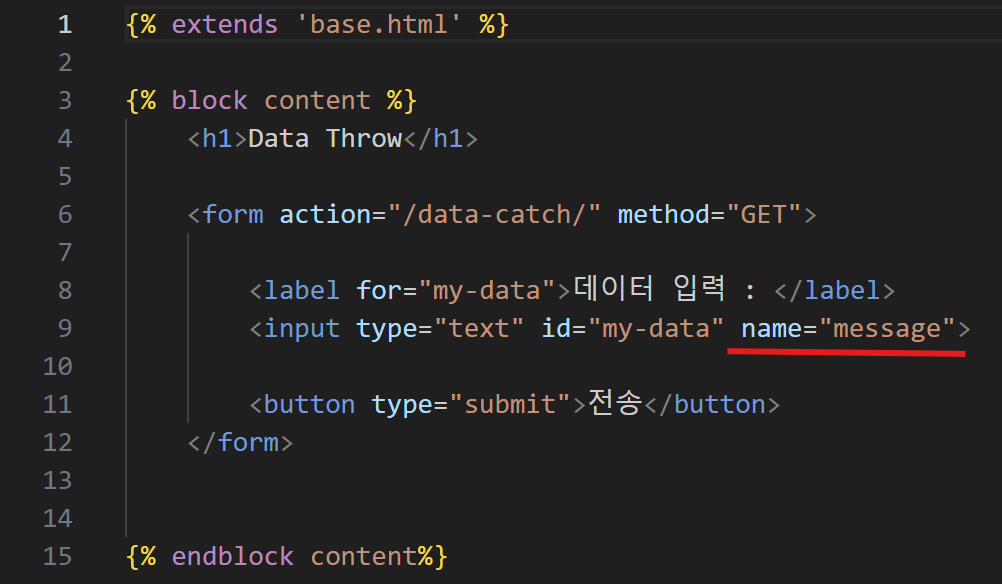 1 {% extends 'base.html' %}
2
3 {% block content %}
4 <h1>Data Throw</h1>
5
6 <form action="/data-catch/" method="GET">
7
8 <label for="my-data">데이터 입력 : </label>
9 <input type="text" id="my-data" name="message">
10
11 <button type="submit">전송</button>
12 </form>
13
14
15 {% endblock content%}